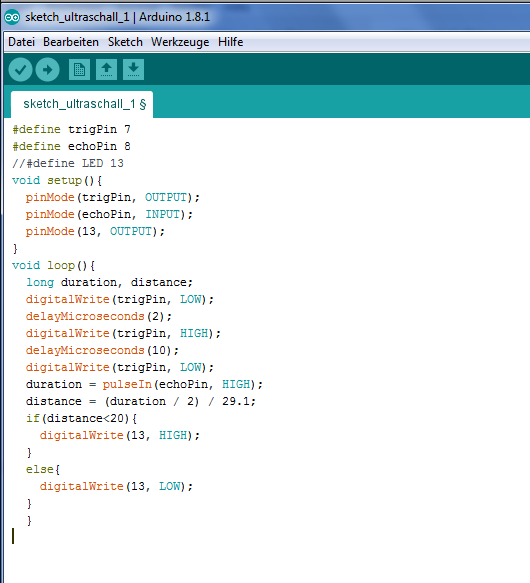 sketch_ultraschall_1 | Arduino 1.8.1
Datei Bearbeiten Sketch Werkzeuge Hilfe
sketch_ultraschall_1 §
#define trigPin 7
#define echoPin 8
//#define LED 13
void setup(){
  pinMode(trigPin, OUTPUT);
  pinMode(echoPin, INPUT);
  pinMode(13, OUTPUT);
}
void loop(){
  long duration, distance;
  digitalWrite(trigPin, LOW);
  delayMicroseconds(2);
  digitalWrite(trigPin, HIGH);
  delayMicroseconds(10);
  digitalWrite(trigPin, LOW);
  duration = pulseIn(echoPin, HIGH);
  distance = (duration / 2) / 29.1;
  if(distance<20){
    digitalWrite(13, HIGH);
  }
  else{
    digitalWrite(13, LOW);
  }
  }